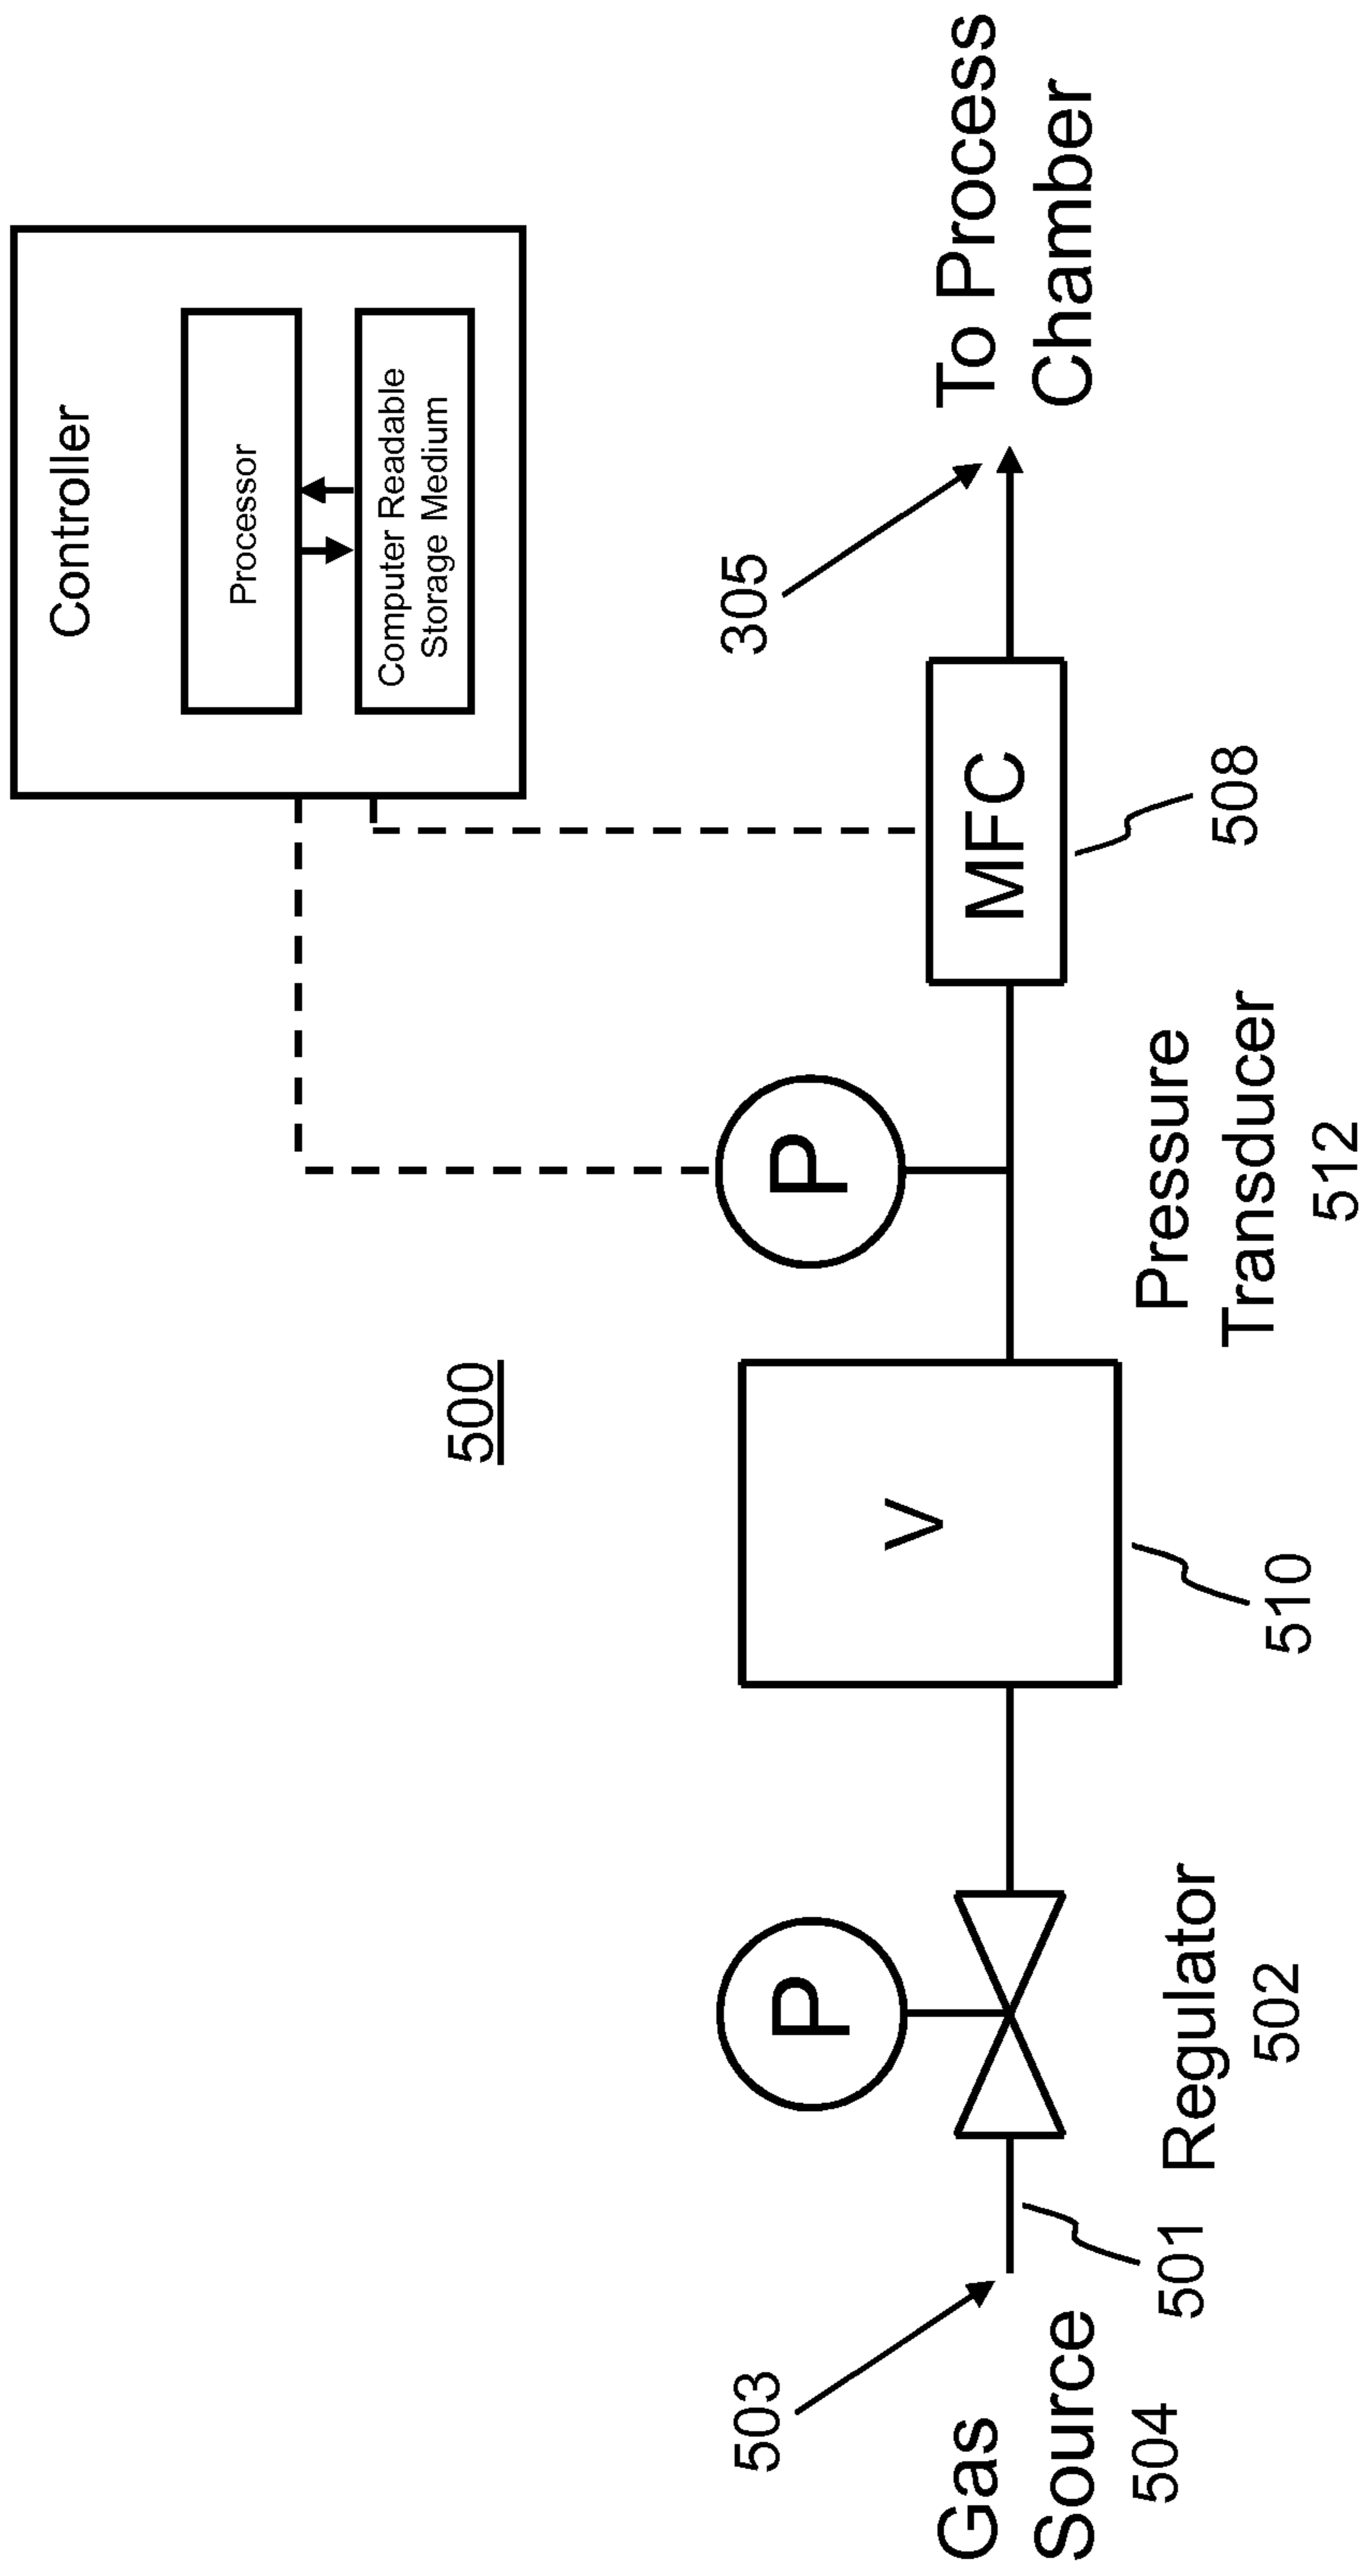 Controller
Processor
Computer Readable
Storage Medium
500
305
To Process
Chamber
P
P
V
MFC
503
Gas
Source
504
501
Regulator
502
510
Pressure
Transducer
512
508